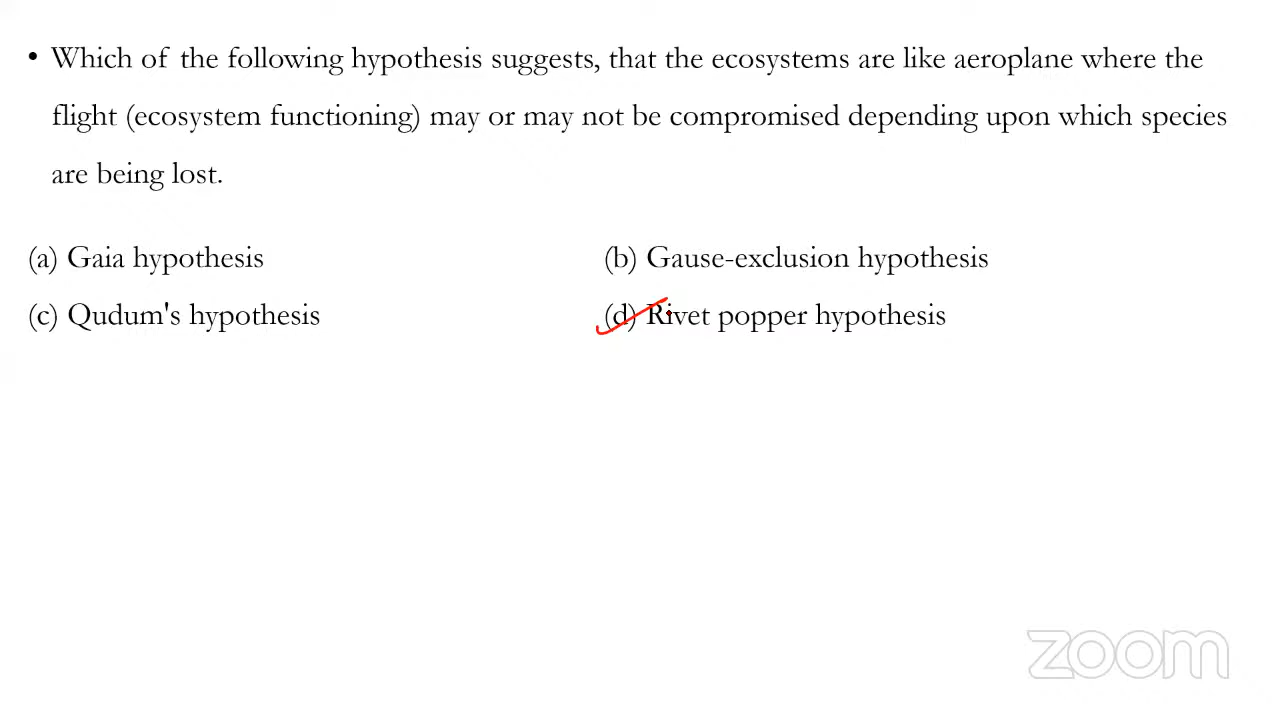 • Which of the following hypothesis suggests, that the ecosystems are like aeroplane where the
flight (ecosystem functioning) may or may not be compromised depending upon which species
are being lost.
(a) Gaia hypothesis (b) Gause-exclusion hypothesis
(c) Qudum's hypothesis (d) Rivet popper hypothesis
zoom